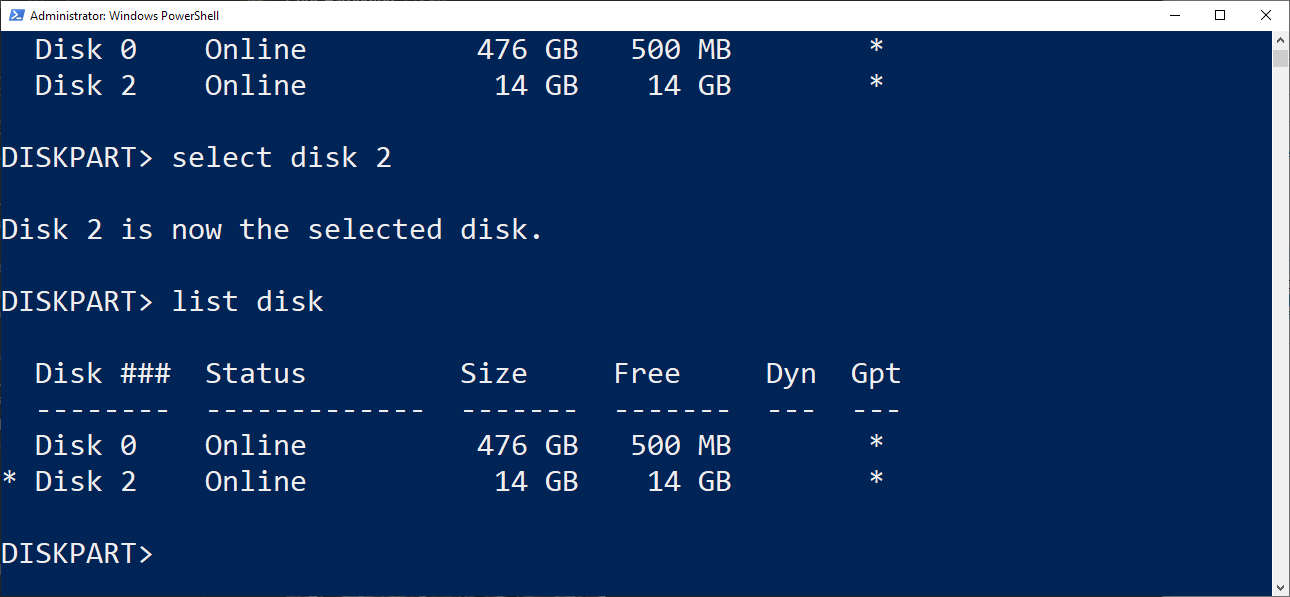 Administrator: Windows PowerShell
  Disk 0    Online          476 GB   500 MB        *
  Disk 2    Online           14 GB    14 GB        *
DISKPART> select disk 2
Disk 2 is now the selected disk.
DISKPART> list disk
  Disk ###  Status         Size     Free     Dyn  Gpt
  --------  -------------  -------  -------  ---  ---
  Disk 0    Online          476 GB   500 MB        *
* Disk 2    Online           14 GB    14 GB        *
DISKPART>